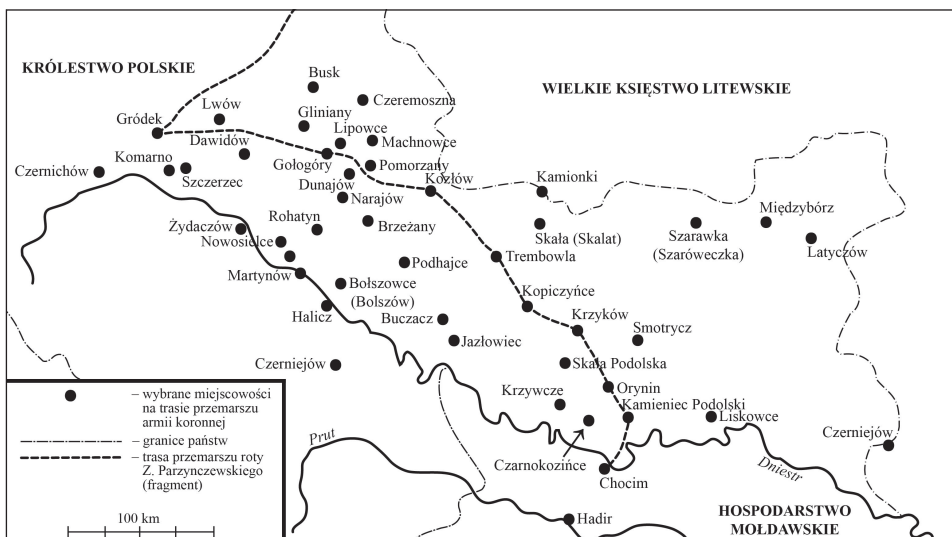 KRÓLESTWO POLSKIE
WIELKIE KSIĘSTWO LITEWSKIE
Busk
Czeremoszna
Lwów
Gliniany
Gródek
Lipowce
Machnowce
Dawidów
Komarno
Czernichów
Szczerzec
Gołogóry
Pomorzany
Dunajów
Kozłów
Kamionki
Narajów
Międzybórz
Żydaczów
Rohatyn
Brzeżany
Skała (Skałat)
Szarawka
(Szaróweczka)
Latyczów
Nowosielce
Trembowla
Podhajce
Martynów
Bołszowce
(Bolszów)
Kopiczyńce
Halicz
Buczacz
Krzyków
Smotrycz
Jazłowiec
Czerniejów
Skała Podolska
Orynin
Krzywcze
Kamieniec Podolski
Liskowce
Czerniejów
Czarnokozińce
Chocim
Dniestr
Prut
Hadir
HOSPODARSTWO
MOŁDAWSKIE
– wybrane miejscowości
na trasie przemarszu
armii koronnej
– granice państw
– trasa przemarszu roty
Z. Parzynczewskiego
(fragment)
100 km